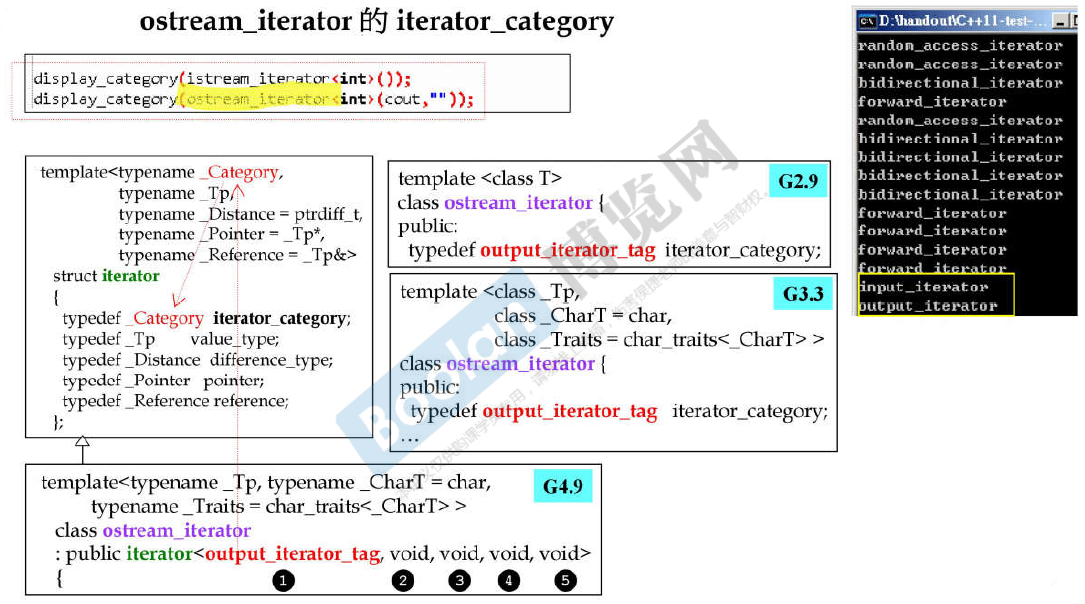 ostream_iterator 的 iterator_category
display_category(istream_iterator<int>());
display_category(ostream_iterator<int>(cout,""));
template<typename _Category,
typename _Tp,
typename _Distance = ptrdiff_t,
typename _Pointer = _Tp*,
typename _Reference = _Tp&>
struct iterator
{
typedef _Category iterator_category;
typedef _Tp value_type;
typedef _Distance difference_type;
typedef _Pointer pointer;
typedef _Reference reference;
};
G2.9
template <class T>
class ostream_iterator {
public:
typedef output_iterator_tag iterator_category;
G3.3
template <class _Tp,
class _CharT = char,
class _Traits = char_traits<_CharT> >
class ostream_iterator {
public:
typedef output_iterator_tag iterator_category;
…
G4.9
template<typename _Tp, typename _CharT = char,
typename _Traits = char_traits<_CharT> >
class ostream_iterator
: public iterator<output_iterator_tag, void, void, void, void>
{
1 2 3 4 5
D:\handout\C++11-test-...
random_access_iterator
random_access_iterator
bidirectional_iterator
forward_iterator
random_access_iterator
bidirectional_iterator
bidirectional_iterator
bidirectional_iterator
bidirectional_iterator
forward_iterator
forward_iterator
forward_iterator
forward_iterator
input_iterator
output_iterator
Boolan 博览网